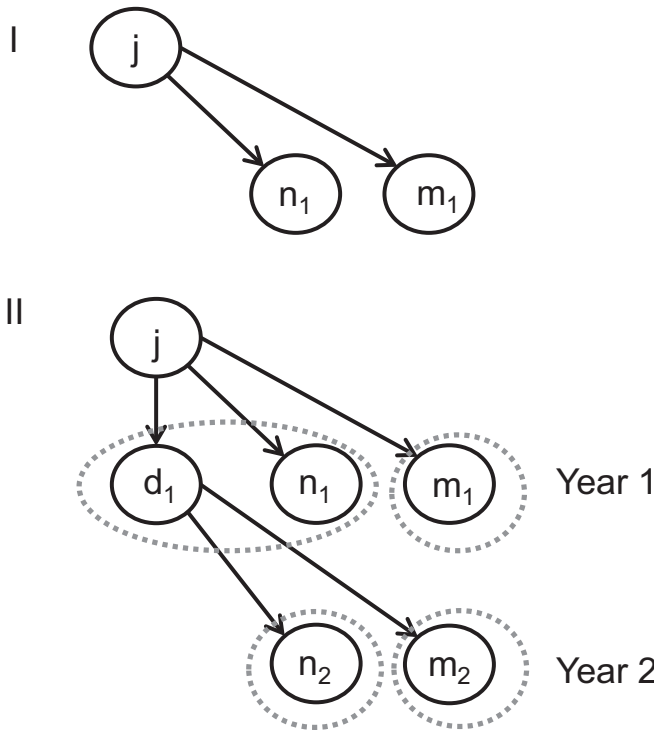 I
j
n₁ m₁
II
j
d₁ n₁ m₁ Year 1
n₂ m₂ Year 2